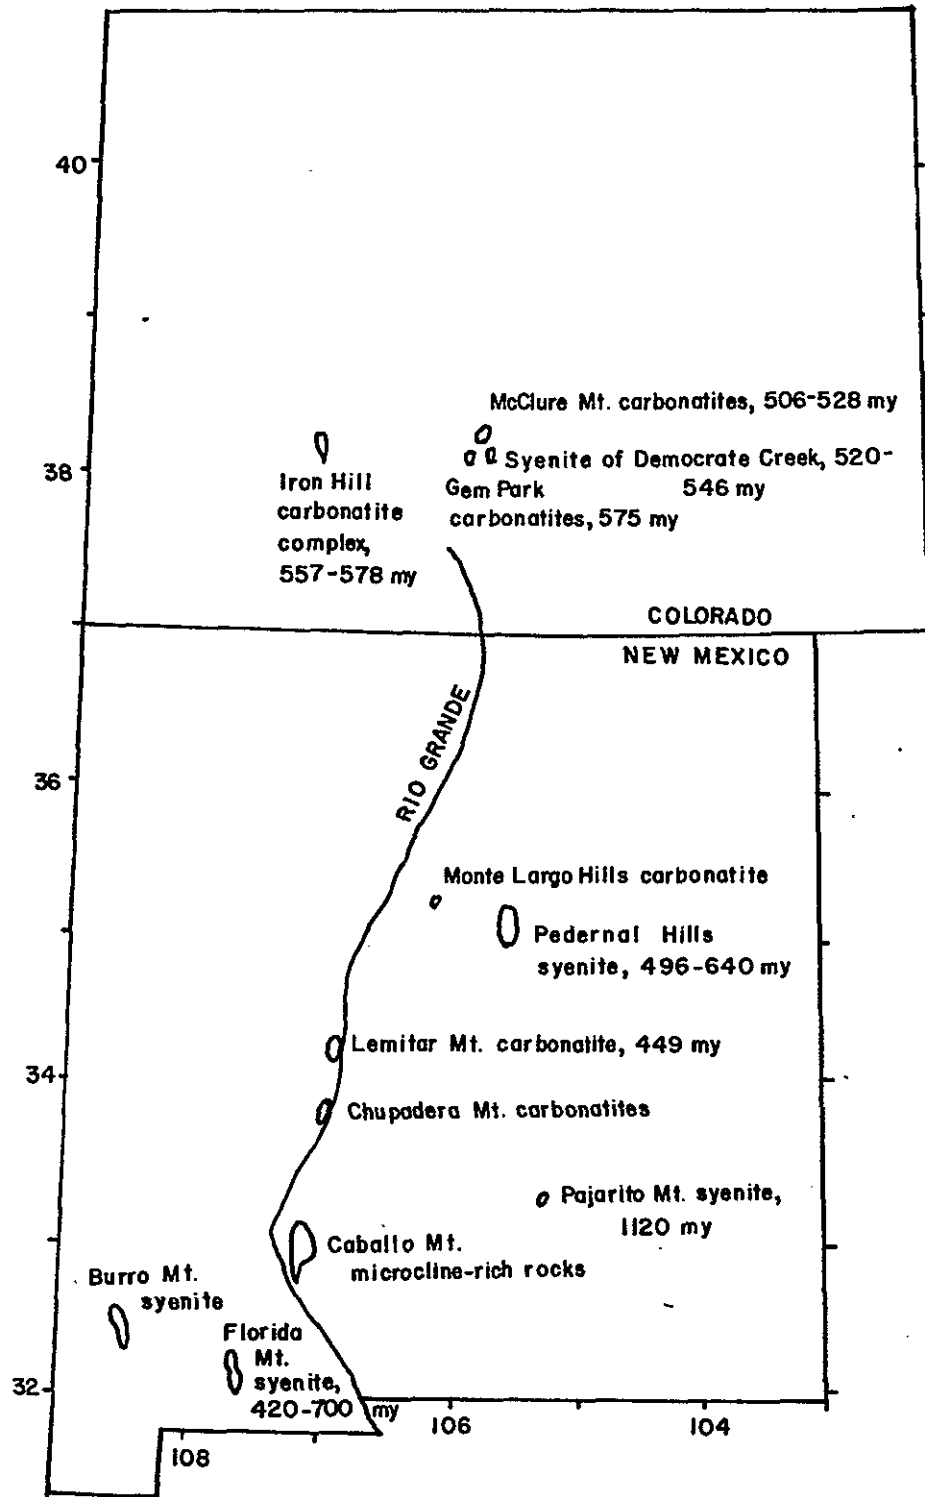 40
McClure Mt. carbonatites, 506-528 my
38
Syenite of Democrate Creek, 520-
546 my
Gem Park
carbonatites, 575 my
Iron Hill
carbonatite
complex,
557-578 my
COLORADO
NEW MEXICO
RIO GRANDE
36
Monte Largo Hills carbonatite
Pedernal Hills
syenite, 496-640 my
Lemitar Mt. carbonatite, 449 my
34
Chupadera Mt. carbonatites
Pajarito Mt. syenite,
1120 my
Caballo Mt.
microcline-rich rocks
Burro Mt.
syenite
Florida
Mt.
syenite,
420-700 my
32
106
104
108